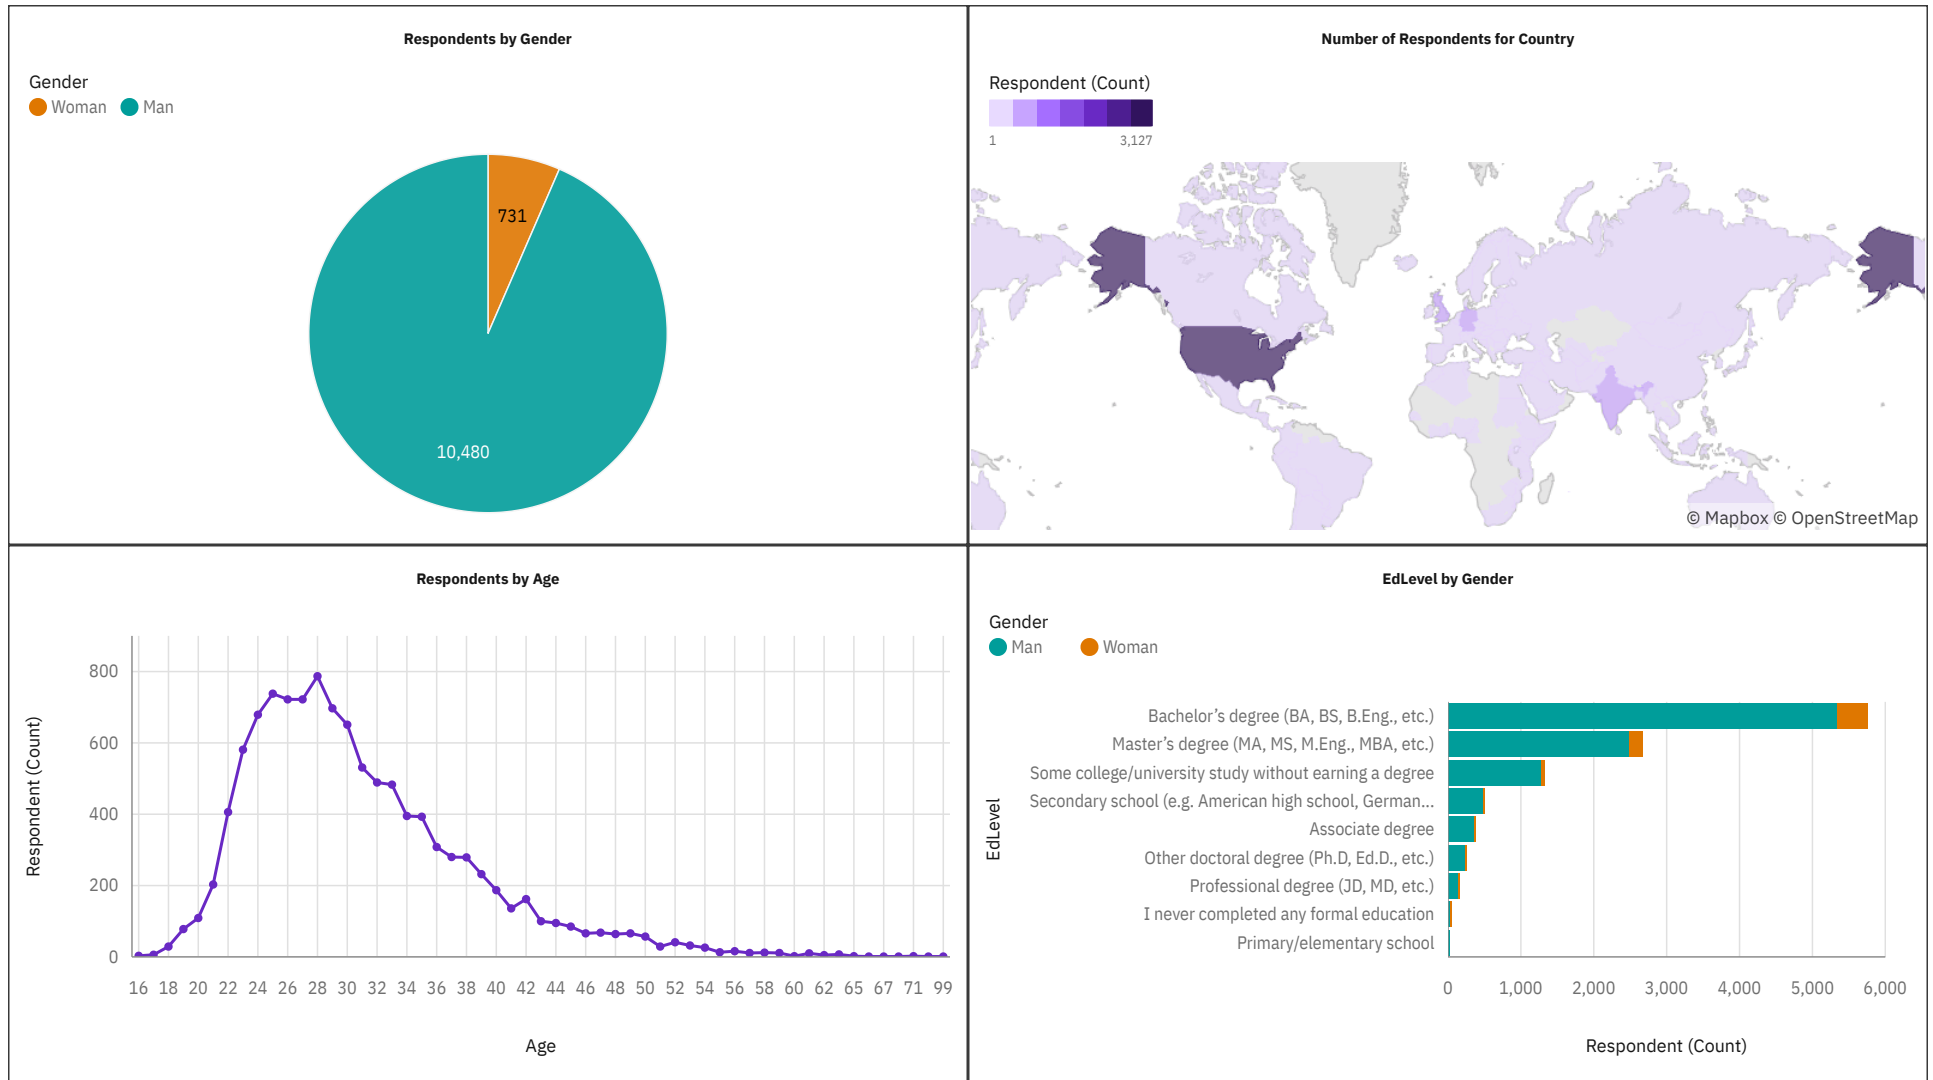 Respondents by Gender
Gender
Woman Man
731
10,480
Number of Respondents for Country
Respondent (Count)
1 3,127
© Mapbox © OpenStreetMap
Respondents by Age
Respondent (Count)
800
600
400
200
0
16 18 20 22 24 26 28 30 32 34 36 38 40 42 44 46 48 50 52 54 56 58 60 62 65 67 71 99
Age
EdLevel by Gender
Gender
Man Woman
EdLevel
Bachelor’s degree (BA, BS, B.Eng., etc.)
Master’s degree (MA, MS, M.Eng., MBA, etc.)
Some college/university study without earning a degree
Secondary school (e.g. American high school, German...
Associate degree
Other doctoral degree (Ph.D, Ed.D., etc.)
Professional degree (JD, MD, etc.)
I never completed any formal education
Primary/elementary school
0 1,000 2,000 3,000 4,000 5,000 6,000
Respondent (Count)